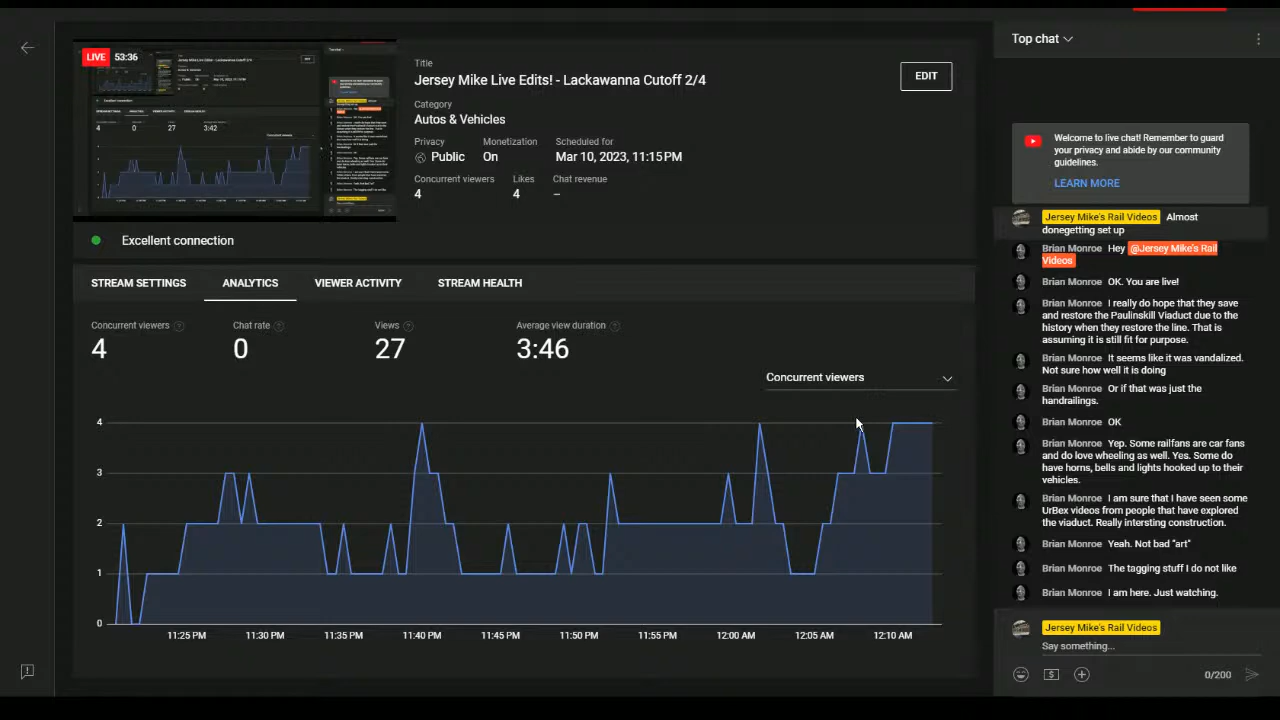 LIVE 53:36
Title
Jersey Mike Live Edits! - Lackawanna Cutoff 2/4
EDIT
Category
Autos & Vehicles
Privacy Monetization Scheduled for
Public On Mar 10, 2023, 11:15 PM
Concurrent viewers Likes Chat revenue
4 4 –
Excellent connection
STREAM SETTINGS ANALYTICS VIEWER ACTIVITY STREAM HEALTH
Concurrent viewers Chat rate Views Average view duration
4 0 27 3:46
Concurrent viewers
4
3
2
1
0
11:25 PM 11:30 PM 11:35 PM 11:40 PM 11:45 PM 11:50 PM 11:55 PM 12:00 AM 12:05 AM 12:10 AM
Top chat
Welcome to live chat! Remember to guard
your privacy and abide by our community
guidelines.
LEARN MORE
Jersey Mike's Rail Videos Almost
donegetting set up
Brian Monroe Hey @Jersey Mike's Rail
Videos
Brian Monroe OK. You are live!
Brian Monroe I really do hope that they save
and restore the Paulinskill Viaduct due to the
history when they restore the line. That is
assuming it is still fit for purpose.
Brian Monroe It seems like it was vandalized.
Not sure how well it is doing
Brian Monroe Or if that was just the
handrailings.
Brian Monroe OK
Brian Monroe Yep. Some railfans are car fans
and do love wheeling as well. Yes. Some do
have horns, bells and lights hooked up to their
vehicles.
Brian Monroe I am sure that I have seen some
UrBex videos from people that have explored
the viaduct. Really intersting construction.
Brian Monroe Yeah. Not bad "art"
Brian Monroe The tagging stuff I do not like
Brian Monroe I am here. Just watching.
Jersey Mike's Rail Videos
Say something...
0/200